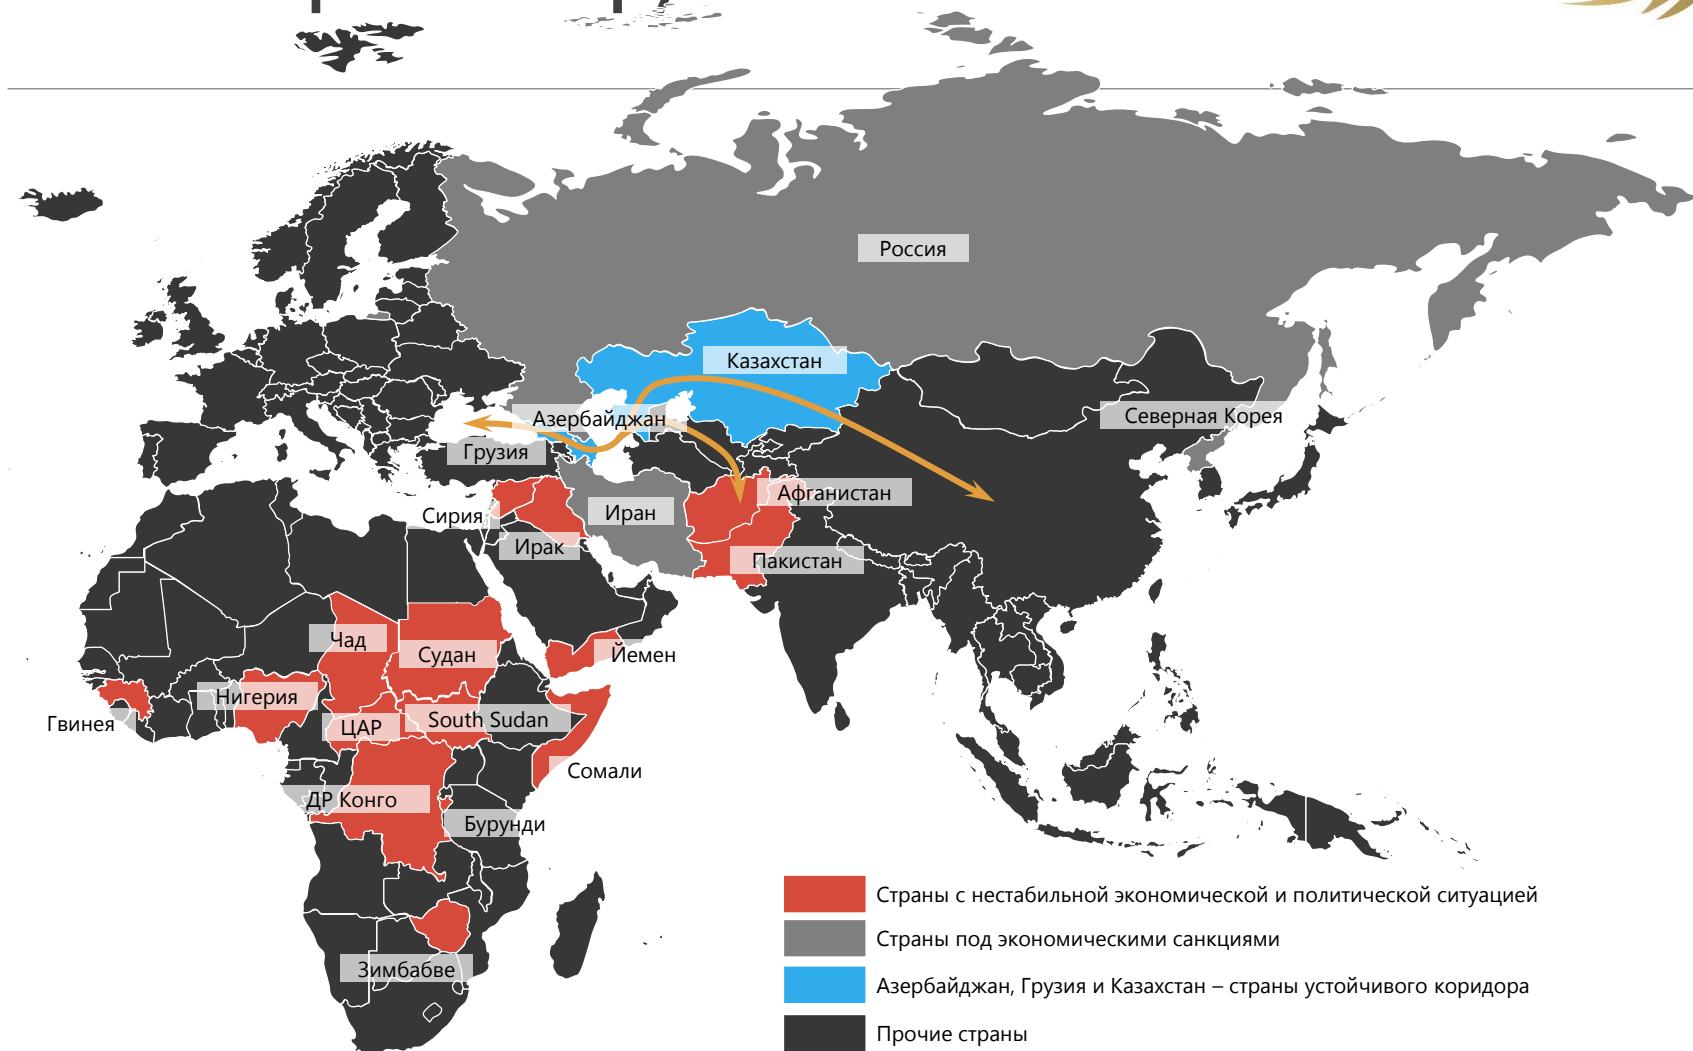 Россия
Казахстан
Азербайджан
Северная Корея
Грузия
Афганистан
Сирия
Иран
Ирак
Пакистан
Чад
Судан
Йемен
Нигерия
Гвинея
ЦАР
South Sudan
Сомали
ДР Конго
Бурунди
Зимбабве
Страны с нестабильной экономической и политической ситуацией
Страны под экономическими санкциями
Азербайджан, Грузия и Казахстан – страны устойчивого коридора
Прочие страны